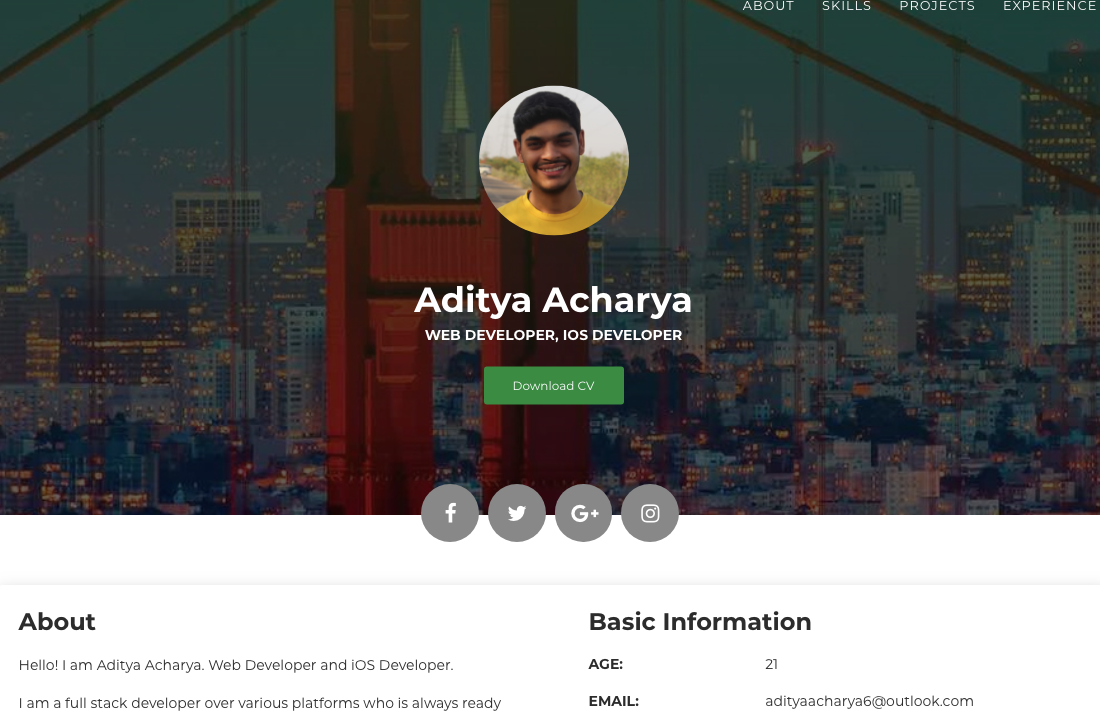 ABOUT SKILLS PROJECTS EXPERIENCE
Aditya Acharya
WEB DEVELOPER, IOS DEVELOPER
Download CV
About
Hello! I am Aditya Acharya. Web Developer and iOS Developer.
I am a full stack developer over various platforms who is always ready
Basic Information
AGE: 21
EMAIL: adityaacharya6@outlook.com